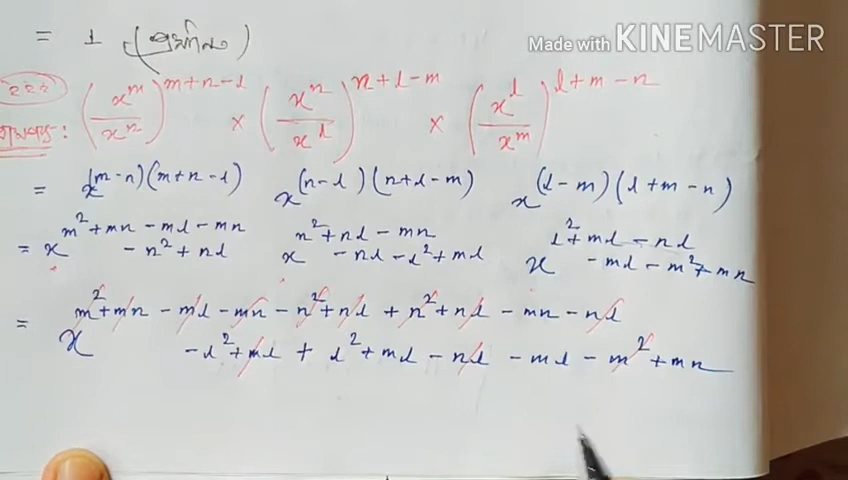 = 1 (প্রমাণিত)
Made with KINEMASTER
(x^m/x^n)^m+n-l × (x^n/x^l)^n+l-m × (x^l/x^m)^l+m-n
= x^(m-n)(m+n-l) x^(n-l)(n+l-m) x^(l-m)(l+m-n)
= x^m²+mn-ml-mn-n²+nl x^n²+nl-mn-nl-l²+ml x^l²+ml-nl-ml-m²+mn
= x^m²+mn-ml-mn-n²+nl+n²+nl-mn-nl
-l²+ml+l²+ml-nl-ml-m²+mn